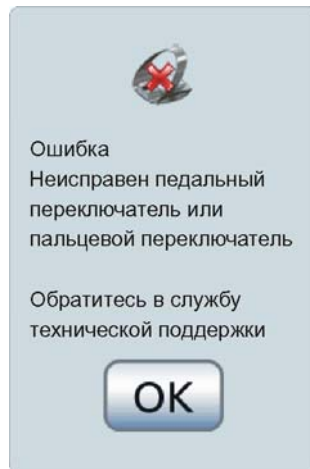 Ошибка
Неисправен педальный
переключатель или
пальцевой переключатель
Обратитесь в службу
технической поддержки
OK